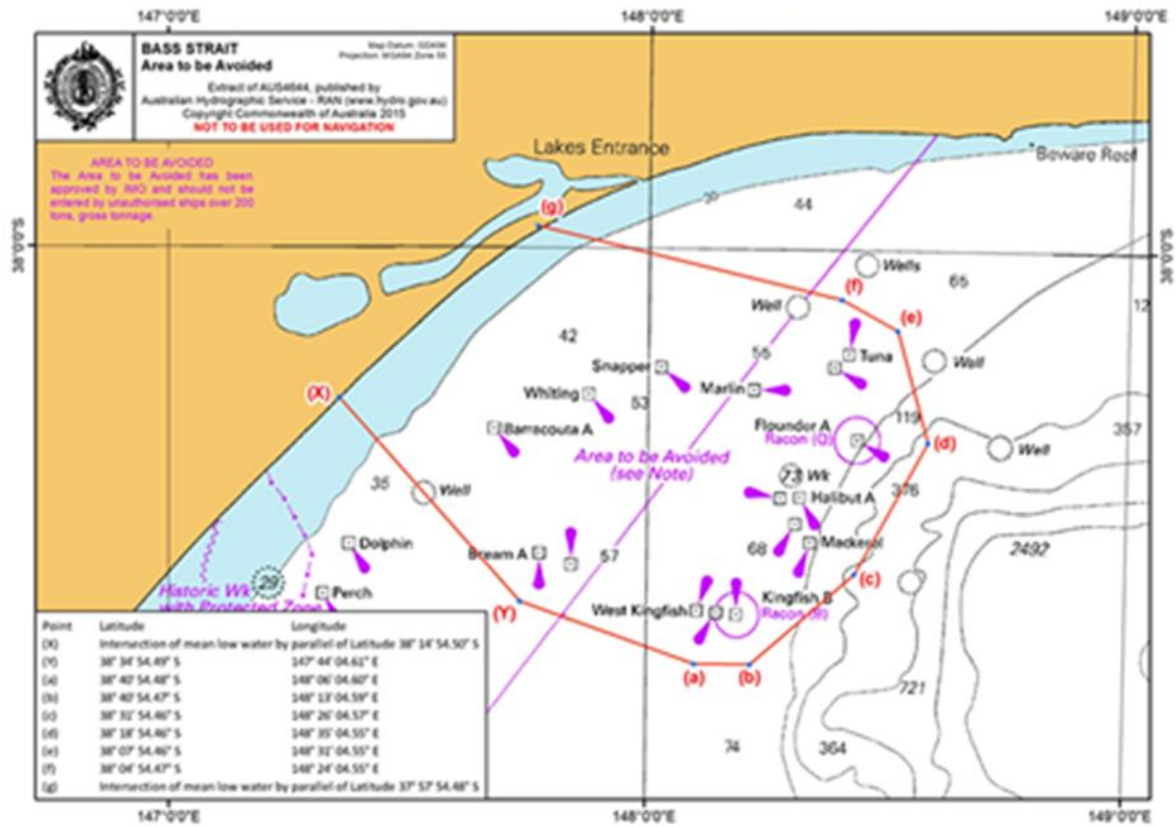 147°0'0"E
148°0'0"E
149°0'0"E
BASS STRAIT
Area to be Avoided
Map Datum: GDA94
Projection: MGA94 Zone 55
Extract of AUS4644, published by
Australian Hydrographic Service - RAN (www.hydro.gov.au)
Copyright Commonwealth of Australia 2015
NOT TO BE USED FOR NAVIGATION
AREA TO BE AVOIDED
The Area to be Avoided has been
approved by IMO and should not be
entered by unauthorised ships over 200
tons, gross tonnage.
Lakes Entrance
Beware Reef
30
44
(g)
38°0'0"S
38°0'0"S
Wells
65
(f)
12
Well
(e)
42
55
Tuna
Snapper
Well
Marlin
Whiting
(X)
53
119
Flounder A
Racon (Q)
357
Barracouta A
(d)
Area to be Avoided
(see Note)
Well
73 Wk
35
Well
376
Halibut A
Dolphin
Bream A
57
68
Mackerel
2492
(c)
29
Historic Wk
with Protected Zone
Perch
(Y)
West Kingfish
Kingfish B
Racon (B)
(a)
(b)
721
74
364
Point Latitude Longitude
(X) Intersection of mean low water by parallel of Latitude 38° 14' 54.50" S
(Y) 38° 34' 54.49" S 147° 44' 04.61" E
(a) 38° 40' 54.48" S 148° 06' 04.60" E
(b) 38° 40' 54.47" S 148° 13' 04.59" E
(c) 38° 31' 54.46" S 148° 26' 04.57" E
(d) 38° 18' 54.46" S 148° 35' 04.55" E
(e) 38° 07' 54.46" S 148° 31' 04.55" E
(f) 38° 04' 54.47" S 148° 24' 04.55" E
(g) Intersection of mean low water by parallel of Latitude 37° 57' 54.48" S
147°0'0"E
148°0'0"E
149°0'0"E